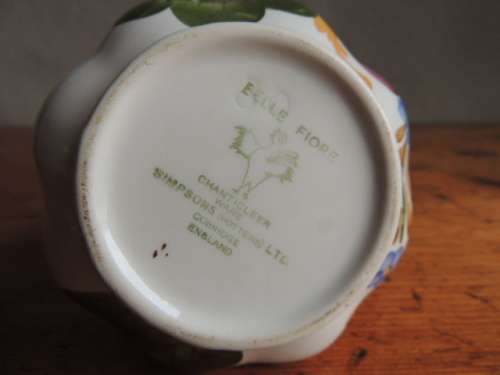 BELLE FIORE
CHANTICLEER
WARE
SIMPSONS (POTTERS) LTD.
COBRIDGE
ENGLAND